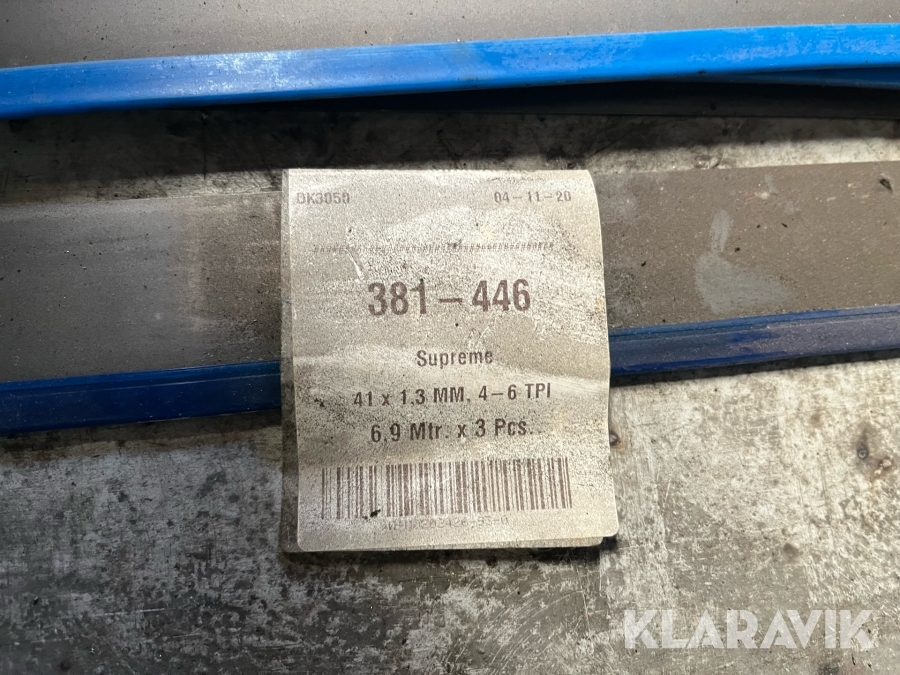 DK3050 04-11-20
381-446
Supreme
41 x 1,3 MM. 4-6 TPI
6,9 Mtr. x 3 Pcs.
KLARAVIK